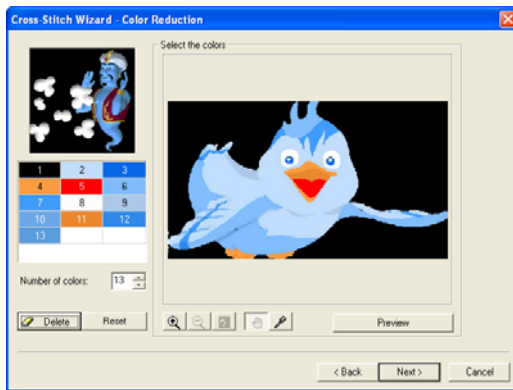 Cross-Stitch Wizard - Color Reduction
Select the colors
1 2 3
4 5 6
7 8 9
10 11 12
13
Number of colors: 13
Delete Reset
Preview
< Back Next > Cancel